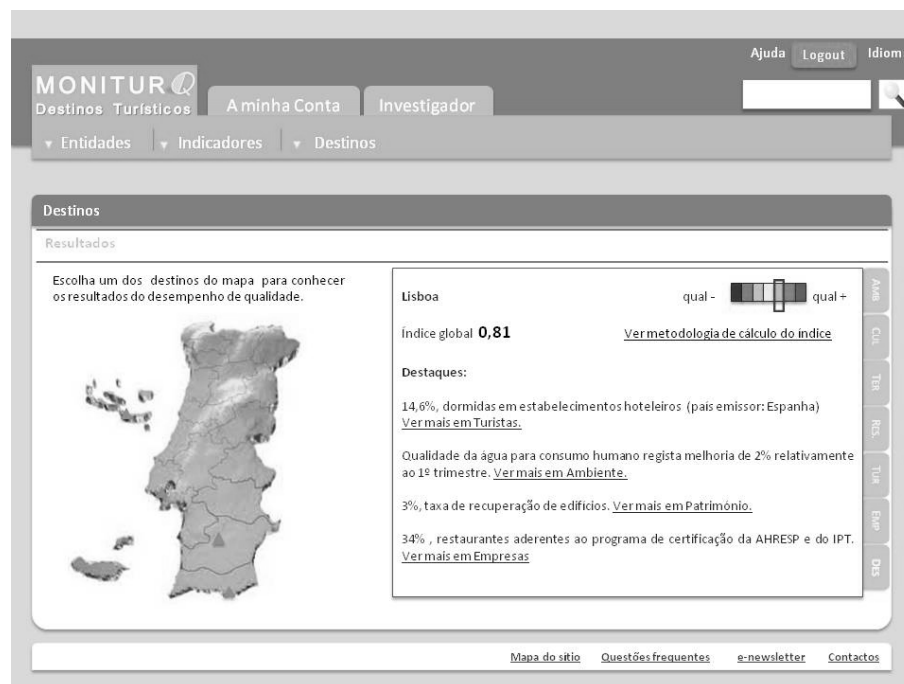 Ajuda Logout Idiom
MONITUR Q
Destinos Turísticos
A minha Conta Investigador
Entidades Indicadores Destinos
Destinos
Resultados
Escolha um dos destinos do mapa para conhecer
os resultados do desempenho de qualidade.
Lisboa qual - qual +
Índice global 0,81 Ver metodologia de cálculo do índice
Destaques:
14,6%, dormidas em estabelecimentos hoteleiros (país emissor: Espanha)
Ver mais em Turistas.
Qualidade da água para consumo humano regista melhoria de 2% relativamente
ao 1º trimestre. Ver mais em Ambiente.
3%, taxa de recuperação de edifícios. Ver mais em Património.
34% , restaurantes aderentes ao programa de certificação da AHRESP e do IPT.
Ver mais em Empresas
AMB
CUL
TER
RES.
TUR
EMP
DES
Mapa do sítio Questões frequentes e-newsletter Contactos